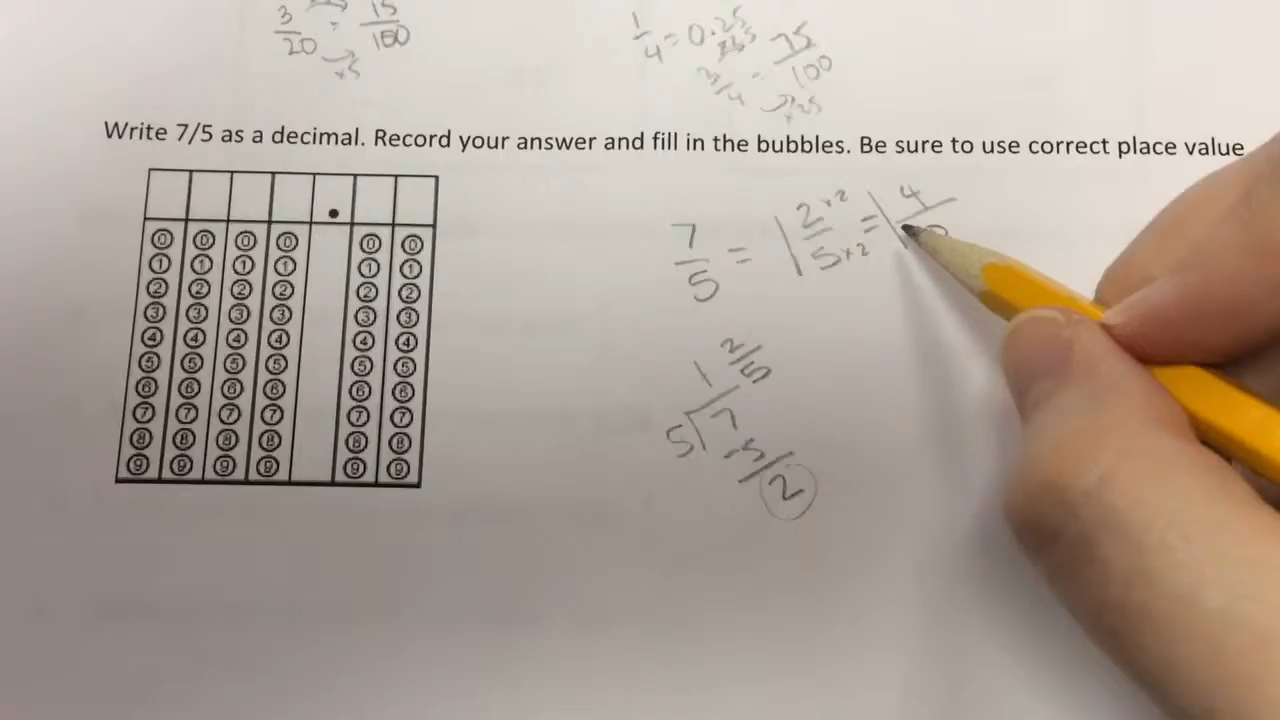 3/20 = 15/100
×5
1/4 = 0.25
3/4 = 75/100
×25
Write 7/5 as a decimal. Record your answer and fill in the bubbles. Be sure to use correct place value
.
7/5 = 1 2/5 ×2 ×2 = 1 4/
0 0 0 0 0 0
1 1 1 1 1 1
2 2 2 2 2 2
3 3 3 3 3 3
4 4 4 4 4 4
5 5 5 5 5 5
6 6 6 6 6 6
7 7 7 7 7 7
8 8 8 8 8 8
9 9 9 9 9 9
1 2/5
5 7
-5
2